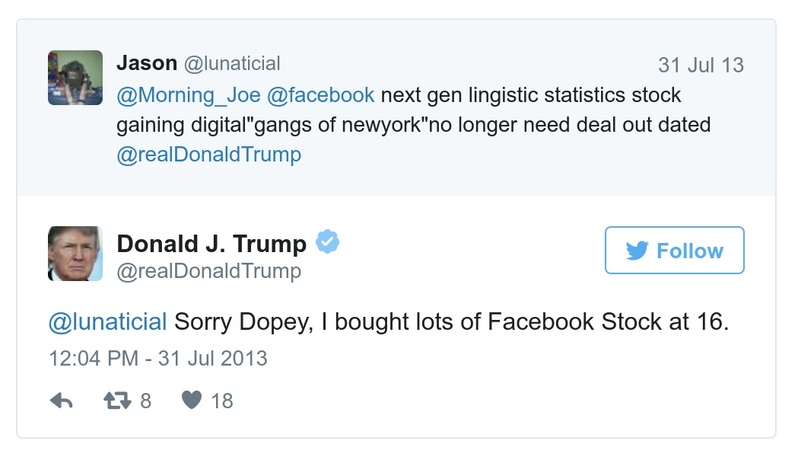 Jason @lunaticial 31 Jul 13
@Morning_Joe @facebook next gen lingistic statistics stock
gaining digital"gangs of newyork"no longer need deal out dated
@realDonaldTrump
Donald J. Trump
@realDonaldTrump
Follow
@lunaticial Sorry Dopey, I bought lots of Facebook Stock at 16.
12:04 PM - 31 Jul 2013
8 18